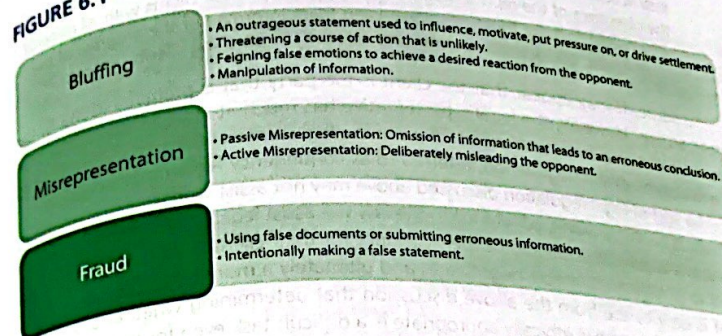 FIGURE 6.
Bluffing
• An outrageous statement used to influence, motivate, put pressure on, or drive settlement.
• Threatening a course of action that is unlikely.
• Feigning false emotions to achieve a desired reaction from the opponent.
• Manipulation of information.
Misrepresentation
• Passive Misrepresentation: Omission of information that leads to an erroneous conclusion.
• Active Misrepresentation: Deliberately misleading the opponent.
Fraud
• Using false documents or submitting erroneous information.
• Intentionally making a false statement.